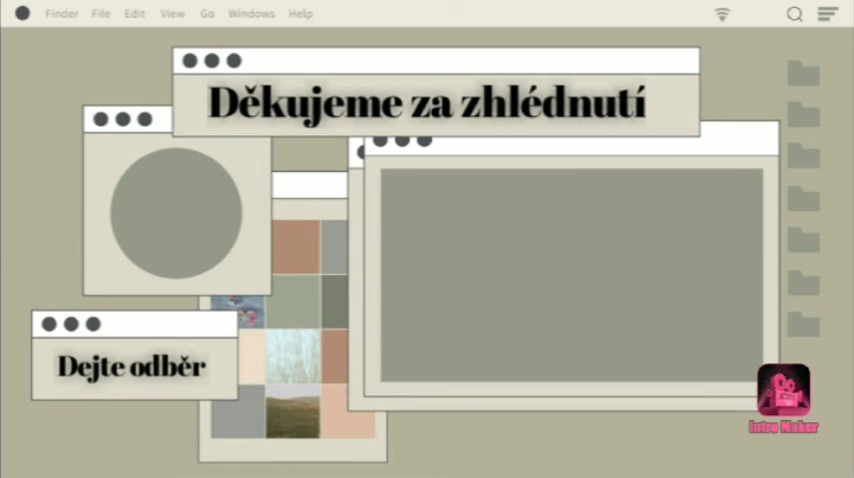 Finder File Edit View Go Windows Help
Děkujeme za zhlédnutí
Dejte odběr
Intro Maker